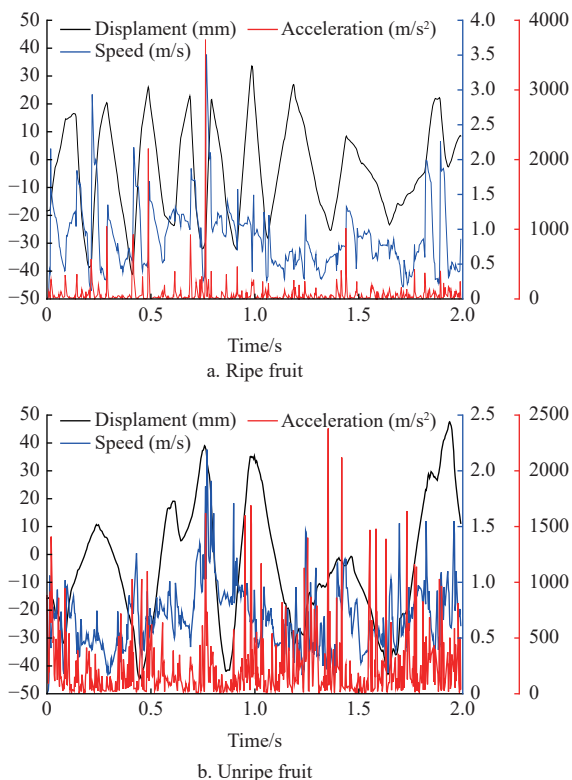 Displament (mm) Acceleration (m/s²)
Speed (m/s)
50 4.0 4000
40 3.5
30 3.0 3000
20
10 2.5
0 2.0 2000
−10 1.5
−20
−30 1.0 1000
−40 0.5
−50 0 0
0 0.5 1.0 1.5 2.0
Time/s
a. Ripe fruit
Displament (mm) Acceleration (m/s²)
Speed (m/s)
50 2.5 2500
40
30 2.0 2000
20
10 1.5 1500
0
−10 1.0 1000
−20
−30 0.5 500
−40
−50 0 0
0 0.5 1.0 1.5 2.0
Time/s
b. Unripe fruit